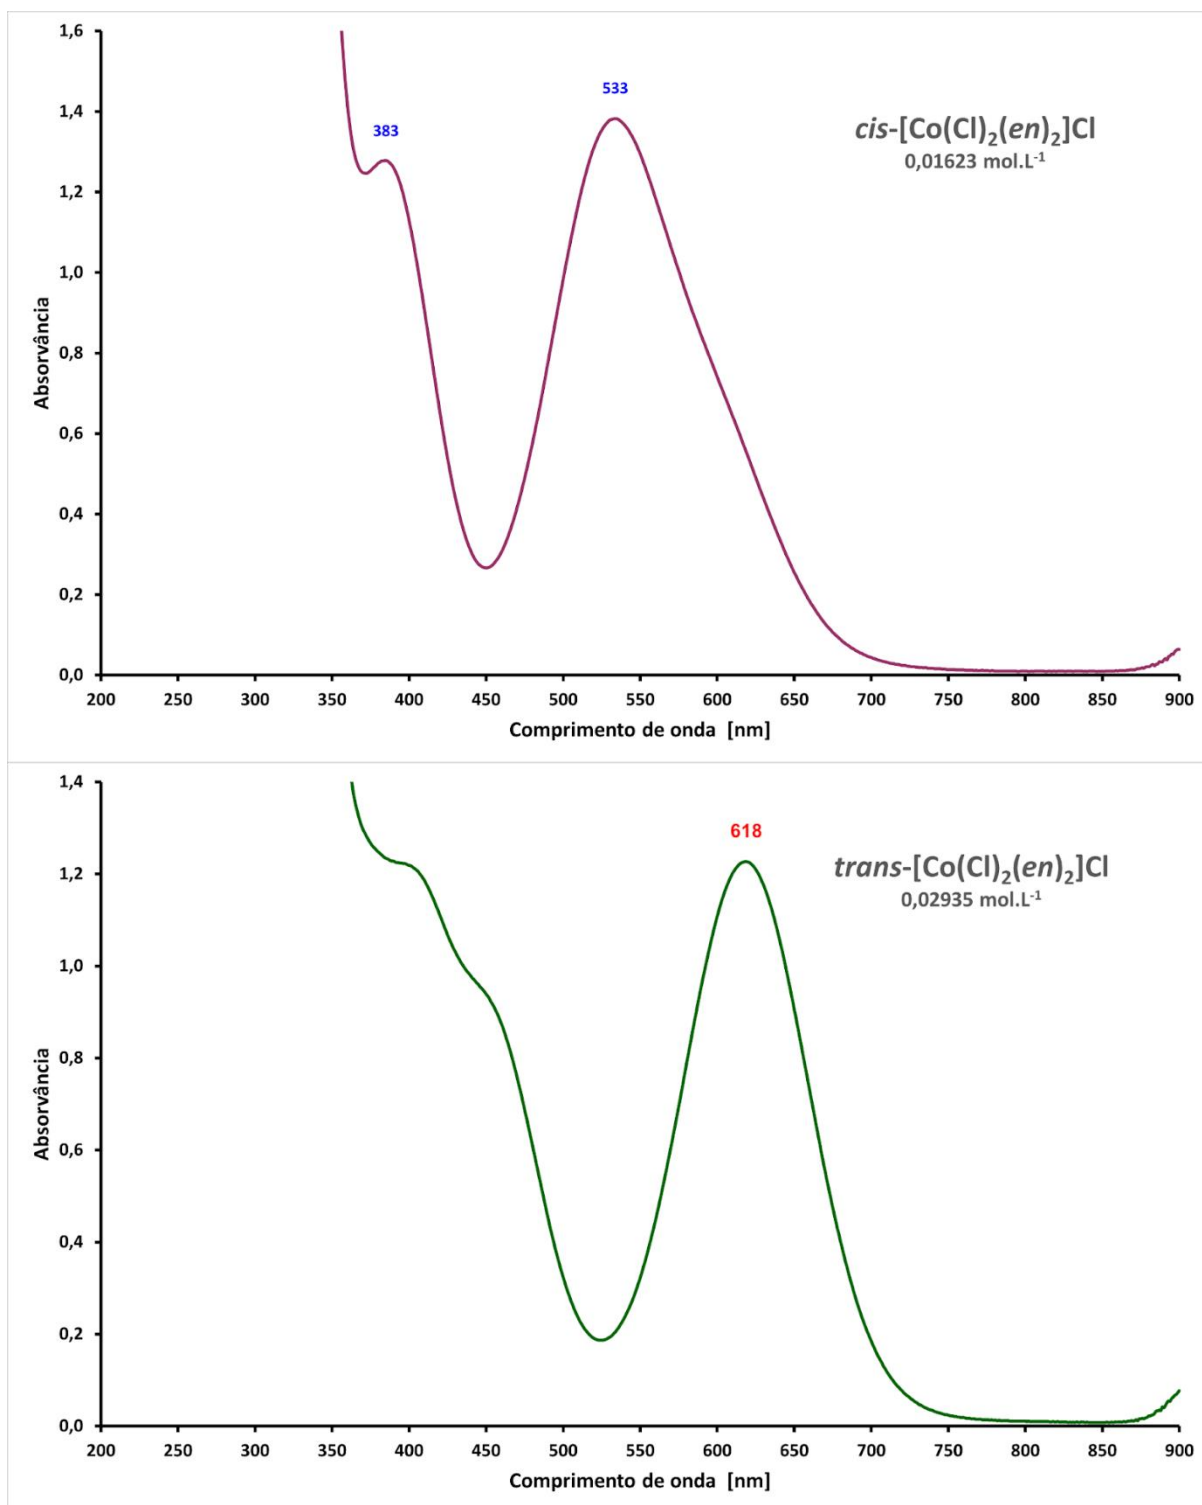 1,6
1,4
1,2
1,0
0,8
0,6
0,4
0,2
0,0
Absorvância
383
533
cis-[Co(Cl)₂(en)₂]Cl
0,01623 mol.L⁻¹
200 250 300 350 400 450 500 550 600 650 700 750 800 850 900
Comprimento de onda [nm]
1,4
1,2
1,0
0,8
0,6
0,4
0,2
0,0
Absorvância
618
trans-[Co(Cl)₂(en)₂]Cl
0,02935 mol.L⁻¹
200 250 300 350 400 450 500 550 600 650 700 750 800 850 900
Comprimento de onda [nm]